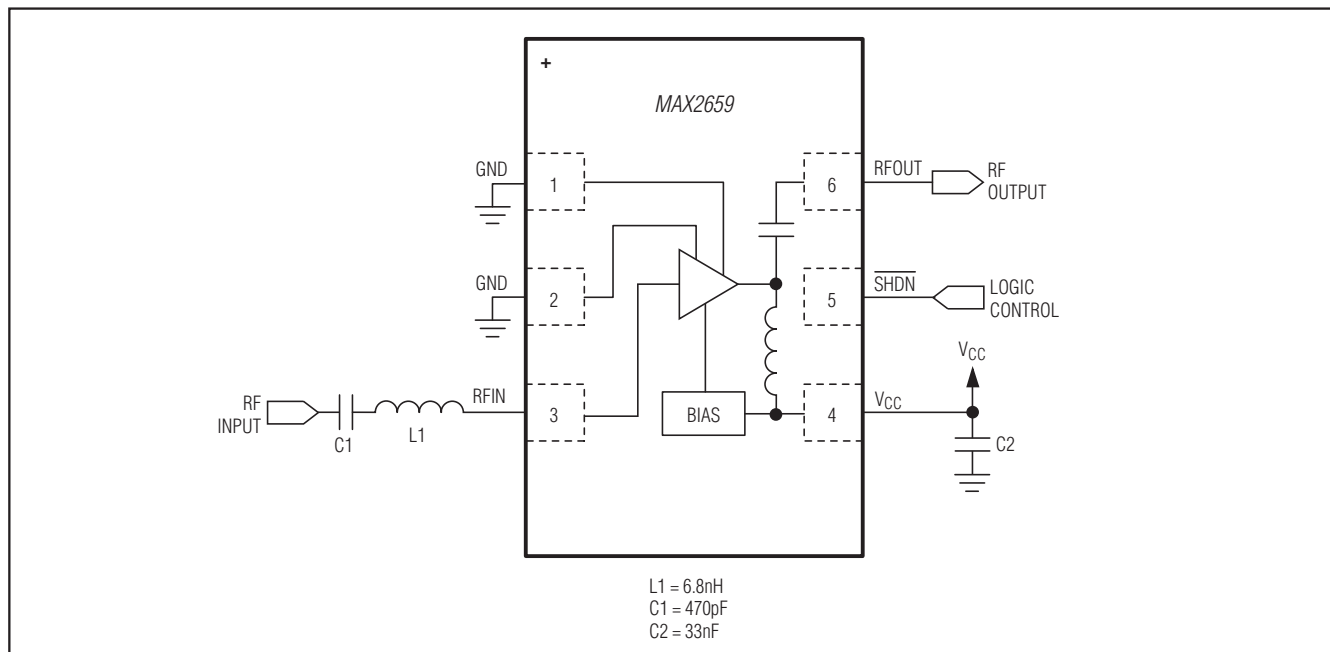 +
MAX2659
GND
1
6
RFOUT
RF
OUTPUT
GND
2
5
SHDN
LOGIC
CONTROL
VCC
RF
INPUT
C1
L1
RFIN
3
BIAS
4
VCC
C2
L1 = 6.8nH
C1 = 470pF
C2 = 33nF